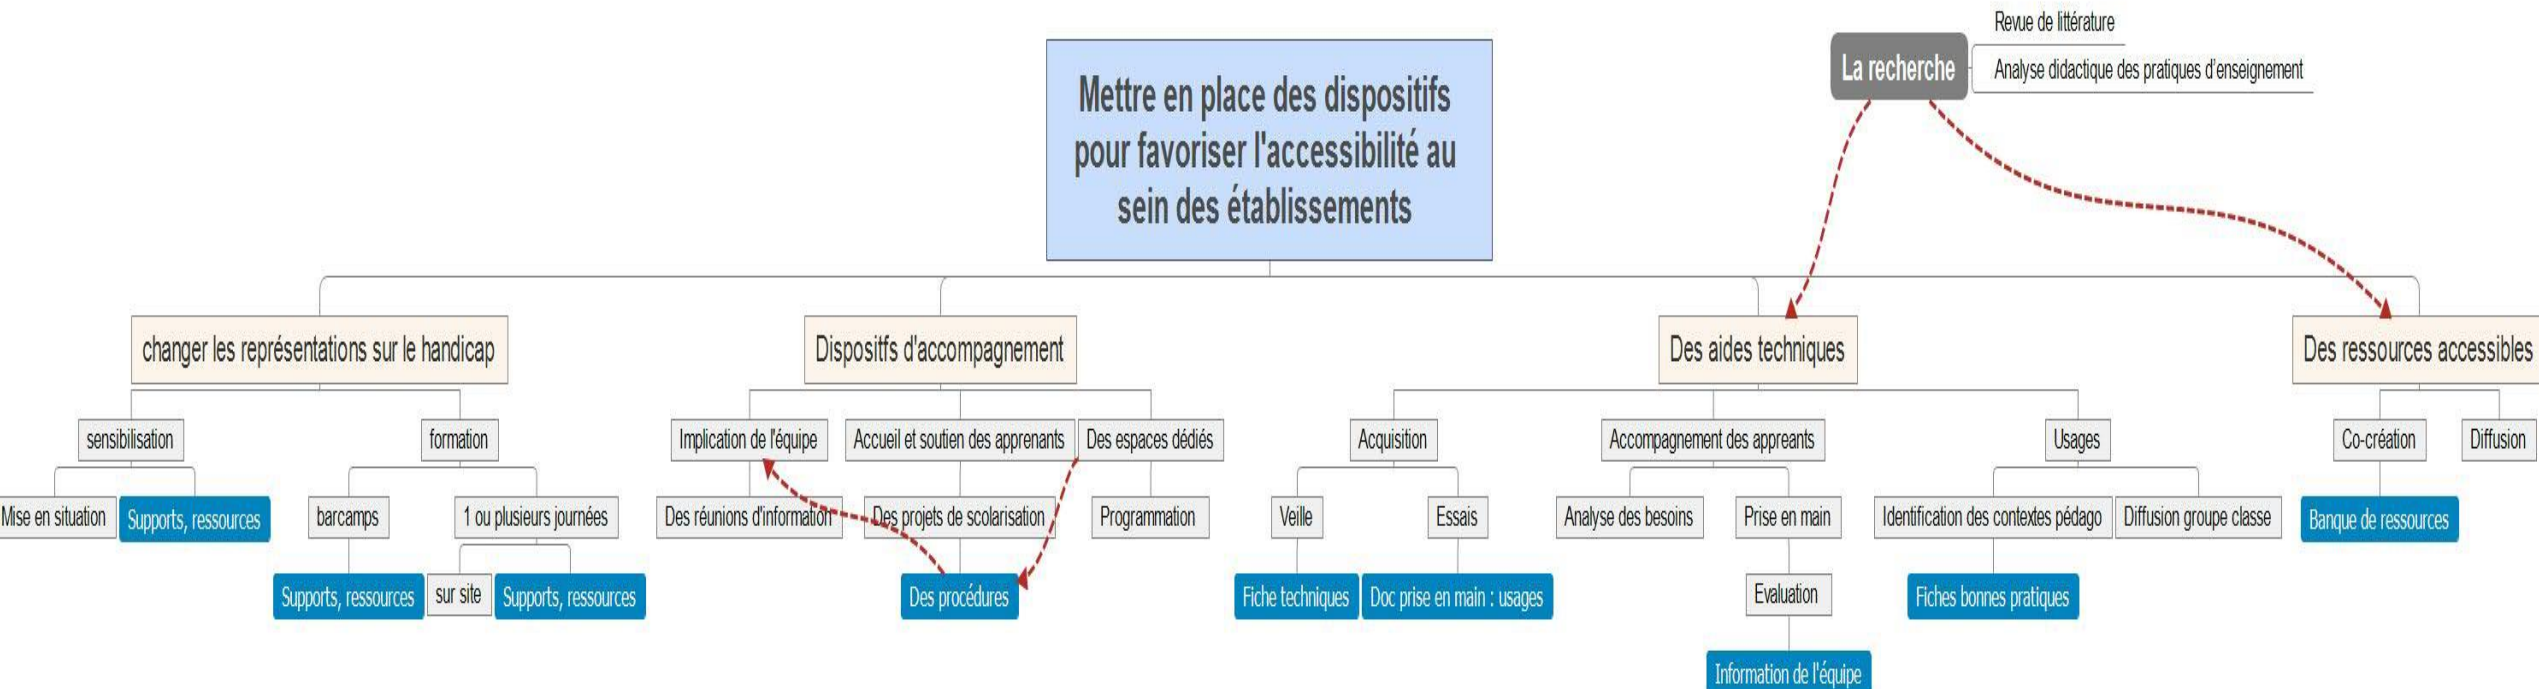 Revue de littérature
La recherche
Analyse didactique des pratiques d'enseignement
Mettre en place des dispositifs
pour favoriser l'accessibilité au
sein des établissements
changer les représentations sur le handicap
Dispositfs d'accompagnement
Des aides techniques
Des ressources accessibles
sensibilisation
formation
Implication de l'équipe
Accueil et soutien des apprenants
Des espaces dédiés
Acquisition
Accompagnement des appreants
Usages
Co-création
Diffusion
Mise en situation
Supports, ressources
barcamps
1 ou plusieurs journées
Des réunions d'information
Des projets de scolarisation
Programmation
Veille
Essais
Analyse des besoins
Prise en main
Identification des contextes pédago
Diffusion groupe classe
Banque de ressources
Supports, ressources
sur site
Supports, ressources
Des procédures
Fiche techniques
Doc prise en main : usages
Evaluation
Fiches bonnes pratiques
Information de l'équipe